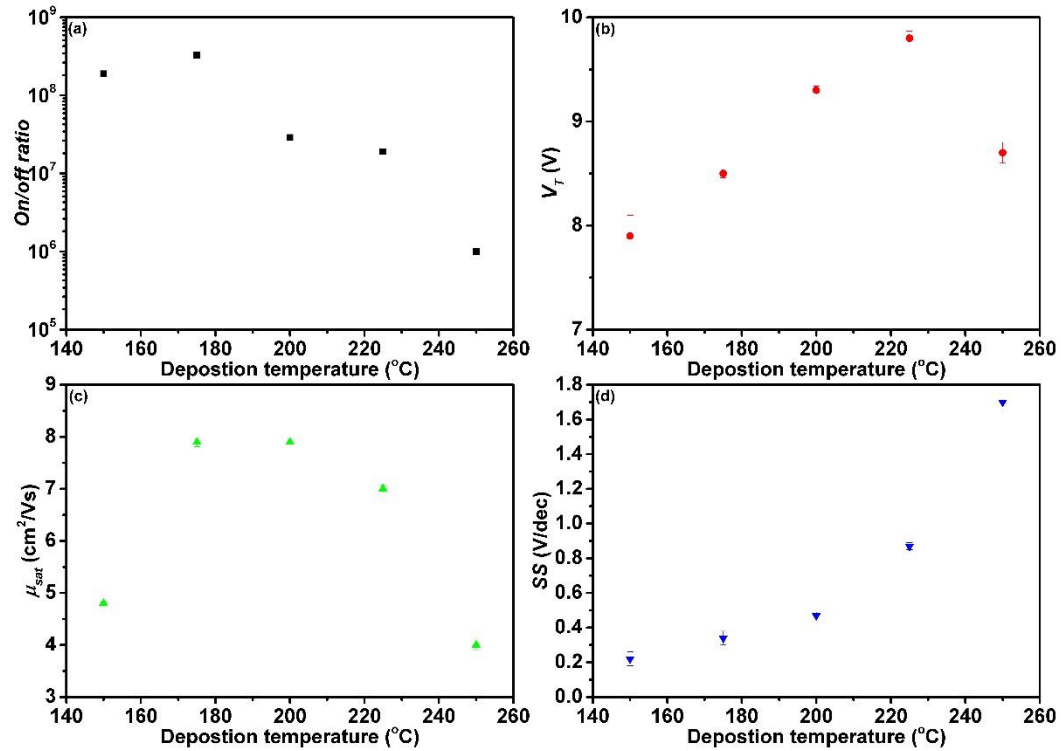 (a)
10⁹
10⁸
10⁷
10⁶
10⁵
On/off ratio
140 160 180 200 220 240 260
Depostion temperature (°C)
(b)
10
9
8
7
V_T (V)
140 160 180 200 220 240 260
Depostion temperature (°C)
(c)
9
8
7
6
5
4
3
μ_sat (cm²/Vs)
140 160 180 200 220 240 260
Depostion temperature (°C)
(d)
1.8
1.6
1.4
1.2
1.0
0.8
0.6
0.4
0.2
0.0
SS (V/dec)
140 160 180 200 220 240 260
Depostion temperature (°C)